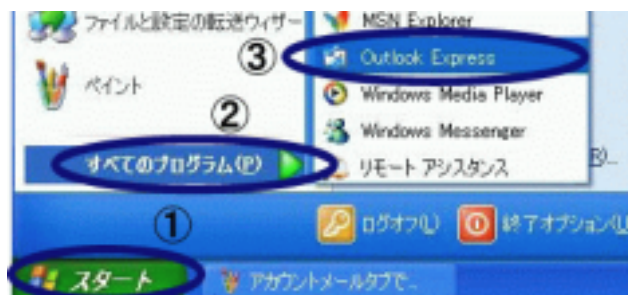 ファイルと設定の転送ウィザー
MSN Explorer
③
Outlook Express
ペイント
Windows Media Player
②
Windows Messenger
すべてのプログラム(P)
リモート アシスタンス
R)...
①
ログオフ(L)
終了オプション(U
スタート
アカウントメールタブで...